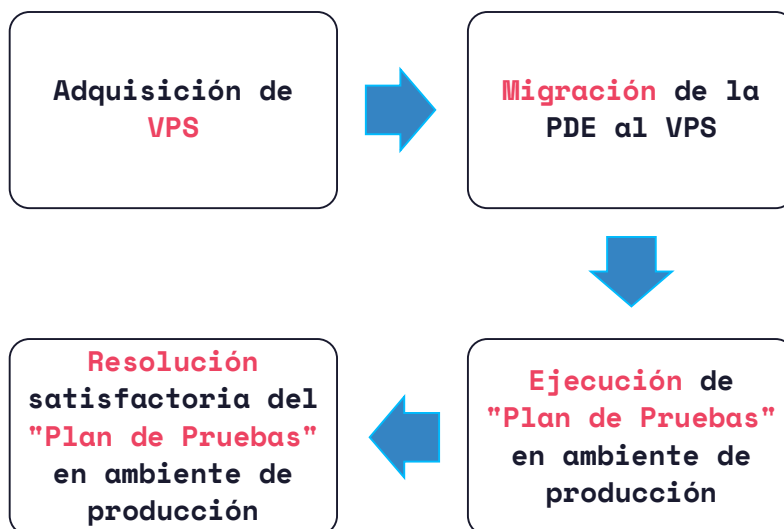 Adquisición de
VPS
Migración de la
PDE al VPS
Ejecución de
"Plan de Pruebas"
en ambiente de
producción
Resolución
satisfactoria del
"Plan de Pruebas"
en ambiente de
producción